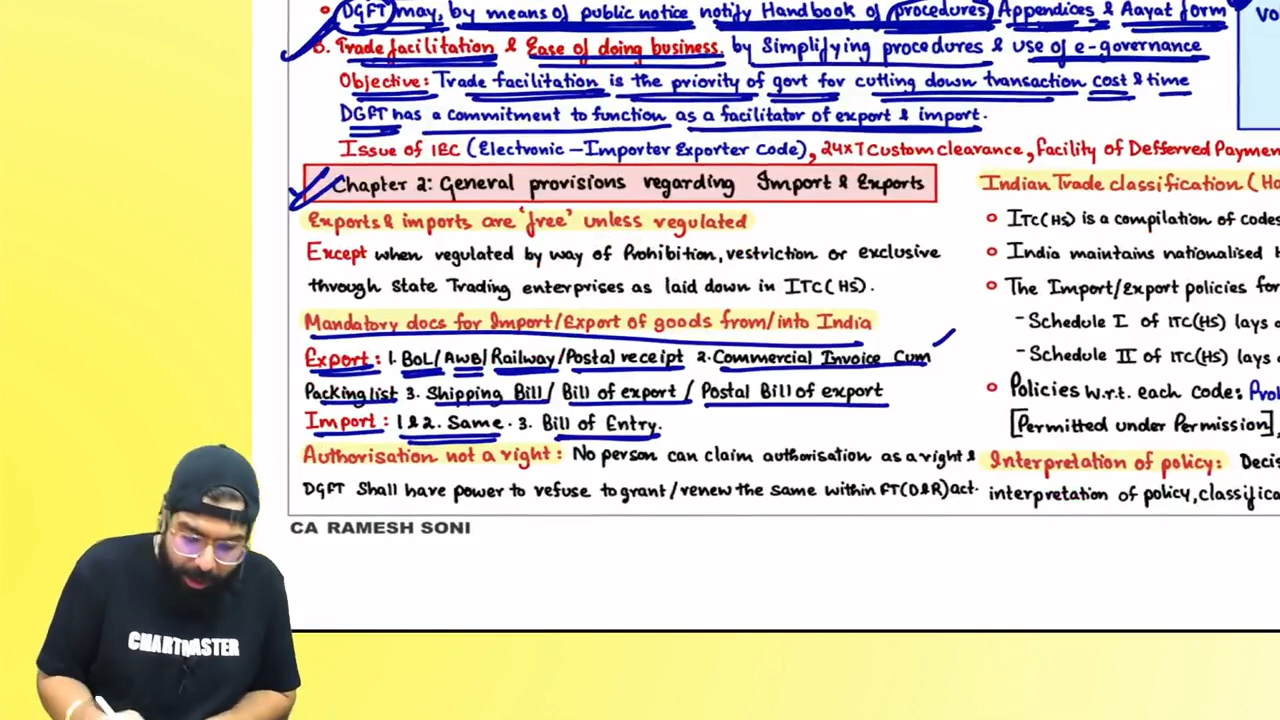 DGFT may, by means of public notice notify Handbook of procedures Appendices & Aayat form
6. Trade facilitation & Ease of doing business, by Simplifying procedures & use of e-governance
Objective: Trade facilitation is the priority of govt for cutting down transaction cost & time
DGFT has a commitment to function as a facilitator of export & import.
Issue of IEC (Electronic-Importer Exporter Code), 24x7 Custom clearance, facility of Defferred Paymen
Chapter 2: General provisions regarding Import & Exports
Exports & imports are 'free' unless regulated
Except when regulated by way of Prohibition, restriction or exclusive
through State Trading enterprises as laid down in ITC(HS).
Mandatory docs for Import/Export of goods from/into India
Export: 1. BoL/AWB/Railway/Postal receipt 2. Commercial Invoice Cum
Packing list 3. Shipping Bill/Bill of export/Postal Bill of export
Import: 1&2. Same. 3. Bill of Entry.
Authorisation not a right: No person can claim authorisation as a right &
DGFT Shall have power to refuse to grant/renew the same within FT(D&R) act.
Indian Trade classification (Ha
ITC(HS) is a compilation of codes
India maintains nationalised H
The Import/Export policies for
- Schedule I of ITC(HS) lays
- Schedule II of ITC(HS) lays
Policies w.r.t. each code: Pro
[Permitted under Permission],
Interpretation of policy: Decis
interpretation of policy, classifica
CA RAMESH SONI
CHARTMASTER